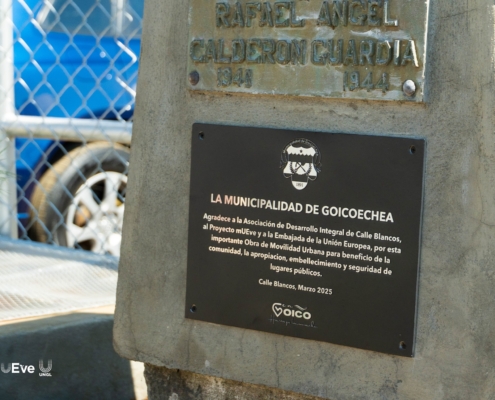 RAFAEL ANGEL
CALDERON GUARDIA
1944
LA MUNICIPALIDAD DE GOICOECHEA
Agradece a la Asociación de Desarrollo Integral de Calle Blancos,
al Proyecto mUEve y a la Embajada de la Unión Europea, por esta
importante Obra de Movilidad Urbana para beneficio de la
comunidad, la apropiacion, embellecimiento y seguridad de
lugares públicos.
Calle Blancos, Marzo 2025
GOICO
UEve
UNGL